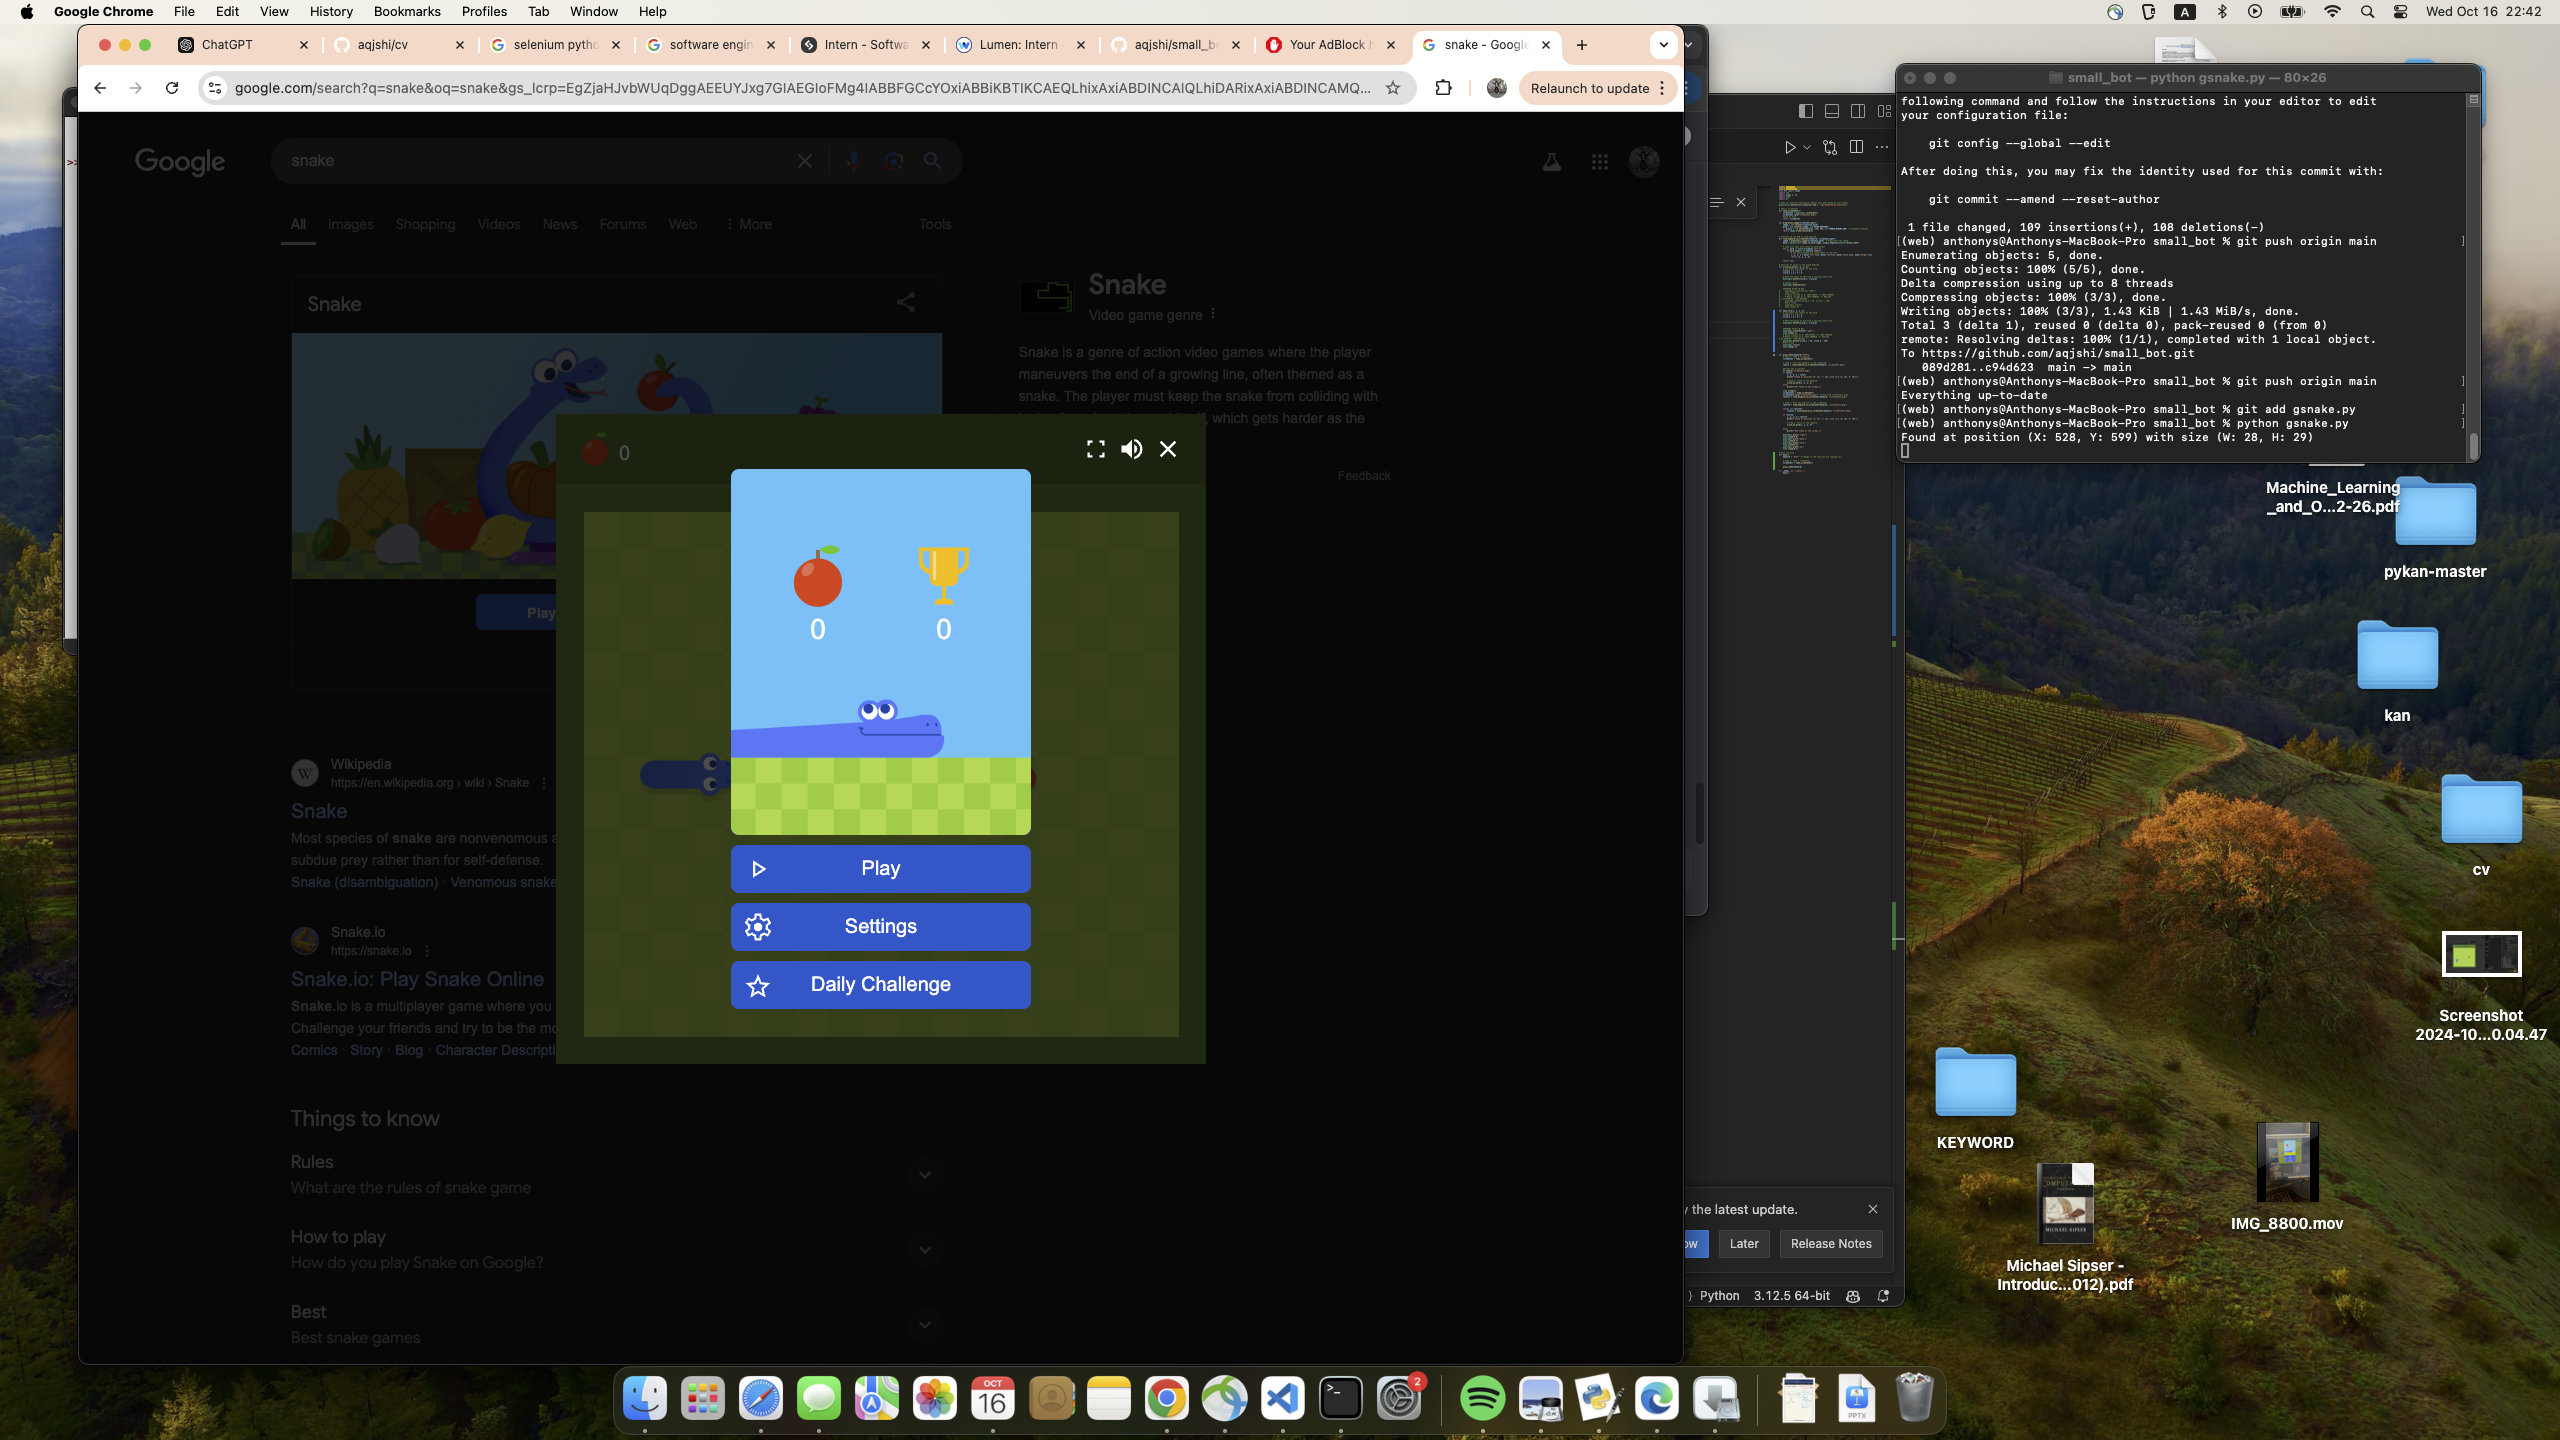 Google Chrome File Edit View History Bookmarks Profiles Tab Window Help
A
Wed Oct 16 22:42
ChatGPT
aqjshi/cv
selenium pytho
software engin
Intern - Softwa
Lumen: Intern
aqjshi/small_bo
Your AdBlock h
snake - Google
google.com/search?q=snake&oq=snake&gs_lcrp=EgZjaHJvbWUqDggAEEUYJxg7GIAEGIoFMg4IABBFGCcYOxiABBiKBTIKCAEQLhixAxiABDINCAIQLhiDARixAxiABDINCAMQ...
Relaunch to update
Google
snake
All Images Shopping Videos News Forums Web More Tools
Snake
Play
Snake
Video game genre
Snake is a genre of action video games where the player
maneuvers the end of a growing line, often themed as a
snake. The player must keep the snake from colliding with
, which gets harder as the
Feedback
0
0
0
Play
Settings
Daily Challenge
W
Wikipedia
https://en.wikipedia.org › wiki › Snake
Snake
Most species of snake are nonvenomous a
subdue prey rather than for self-defense.
Snake (disambiguation) · Venomous snake
Snake.io
https://snake.io
Snake.io: Play Snake Online
Snake.io is a multiplayer game where you
Challenge your friends and try to be the mo
Comics · Story · Blog · Character Descripti
Things to know
Rules
What are the rules of snake game
How to play
How do you play Snake on Google?
Best
Best snake games
small_bot — python gsnake.py — 80×26
following command and follow the instructions in your editor to edit
your configuration file:
git config --global --edit
After doing this, you may fix the identity used for this commit with:
git commit --amend --reset-author
1 file changed, 109 insertions(+), 108 deletions(-)
[(web) anthonys@Anthonys-MacBook-Pro small_bot % git push origin main ]
Enumerating objects: 5, done.
Counting objects: 100% (5/5), done.
Delta compression using up to 8 threads
Compressing objects: 100% (3/3), done.
Writing objects: 100% (3/3), 1.43 KiB | 1.43 MiB/s, done.
Total 3 (delta 1), reused 0 (delta 0), pack-reused 0 (from 0)
remote: Resolving deltas: 100% (1/1), completed with 1 local object.
To https://github.com/aqjshi/small_bot.git
089d281..c94d623 main -> main
[(web) anthonys@Anthonys-MacBook-Pro small_bot % git push origin main ]
Everything up-to-date
[(web) anthonys@Anthonys-MacBook-Pro small_bot % git add gsnake.py ]
[(web) anthonys@Anthonys-MacBook-Pro small_bot % python gsnake.py ]
Found at position (X: 528, Y: 599) with size (W: 28, H: 29)
Machine_Learning
_and_O...2-26.pdf
pykan-master
kan
cv
Screenshot
2024-10...0.04.47
KEYWORD
IMG_8800.mov
Michael Sipser -
Introduc...012).pdf
y the latest update.
ow
Later
Release Notes
Python 3.12.5 64-bit
OCT
16
2
PPTX